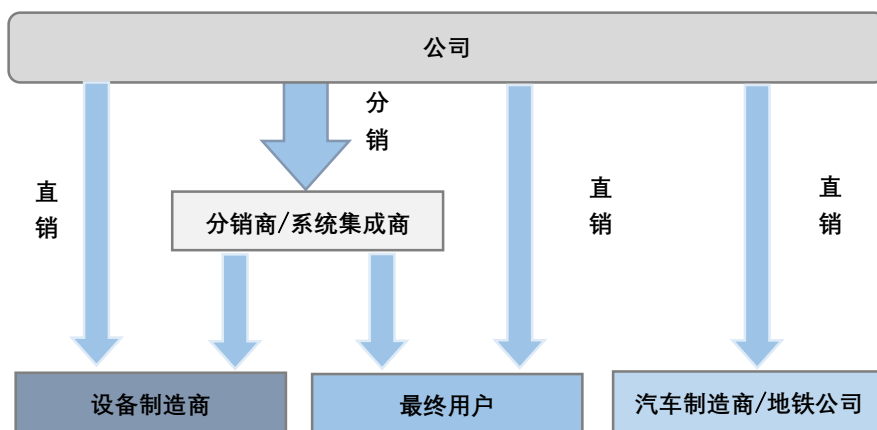 公司
分
销
直
销
直
销
直
销
分销商/系统集成商
设备制造商
最终用户
汽车制造商/地铁公司